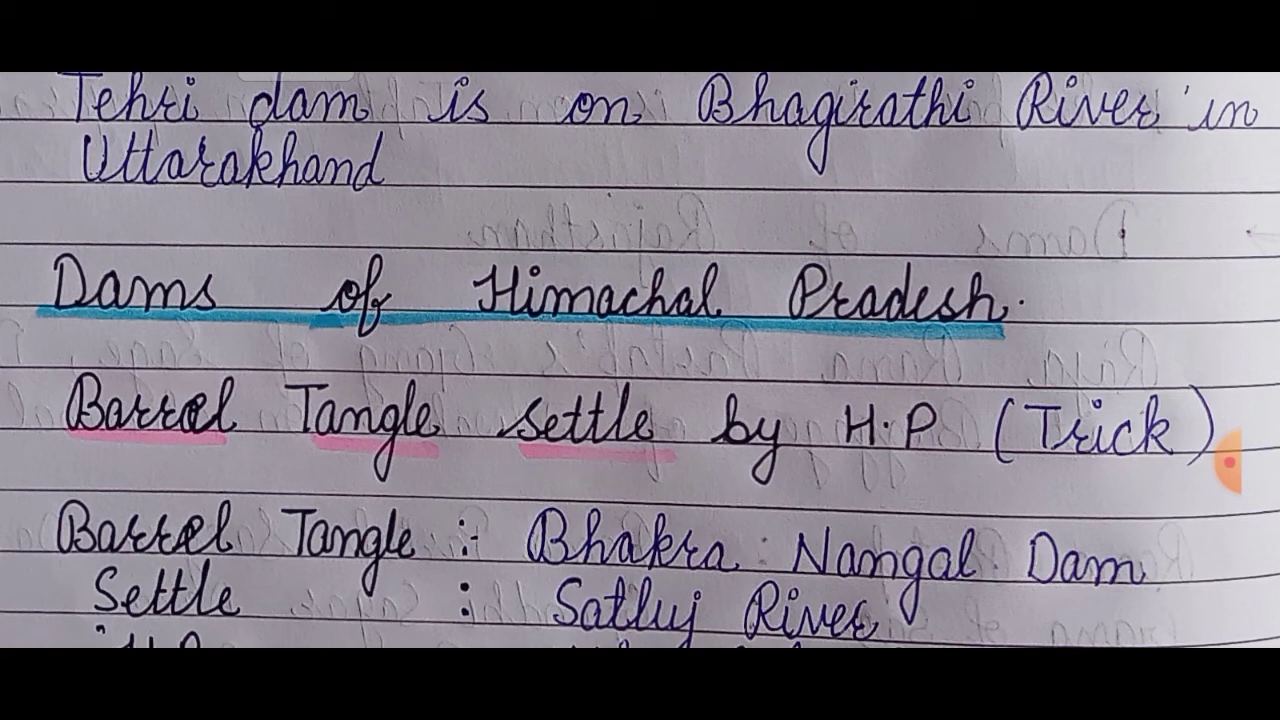 Tehri dam is on Bhagirathi River in
Uttarakhand
Dams of Himachal Pradesh.
Barrel Tangle settle by H.P (Trick)
Barrel Tangle :- Bhakra Nangal Dam
Settle : Satluj River